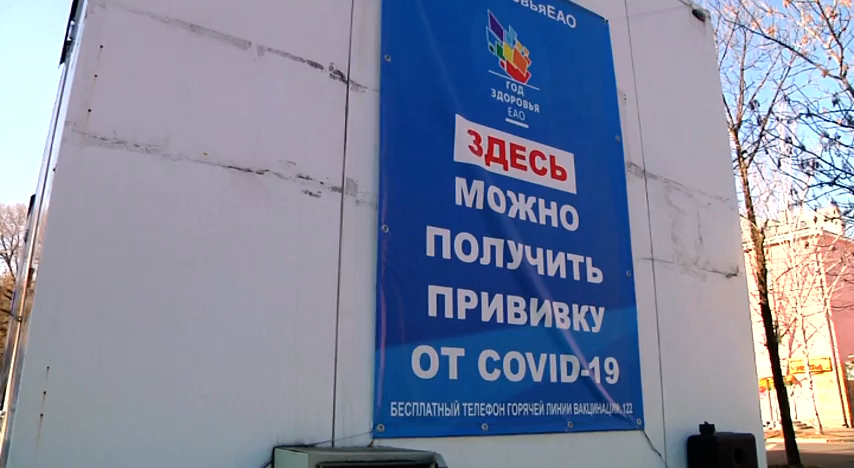 ГОД
ЗДОРОВЬЯ
ЕАО
ЗДЕСЬ
МОЖНО
ПОЛУЧИТЬ
ПРИВИВКУ
ОТ COVID-19
БЕСПЛАТНЫЙ ТЕЛЕФОН ГОРЯЧЕЙ ЛИНИИ ВАКЦИНАЦИИ 122